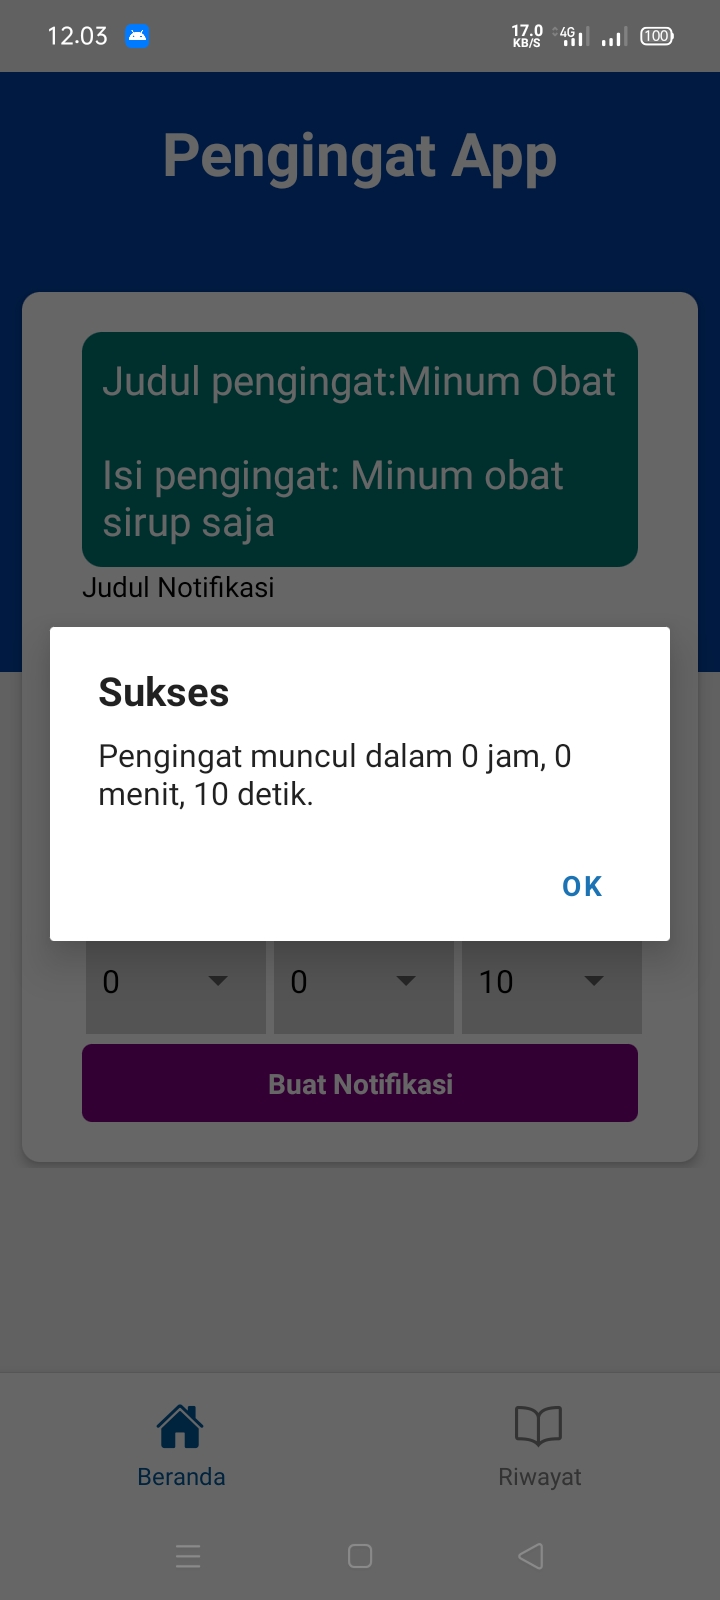 12.03
17.0
KB/S
4G
100
Pengingat App
Judul pengingat:Minum Obat
Isi pengingat: Minum obat
sirup saja
Judul Notifikasi
Sukses
Pengingat muncul dalam 0 jam, 0
menit, 10 detik.
OK
0 0 10
Buat Notifikasi
Beranda Riwayat